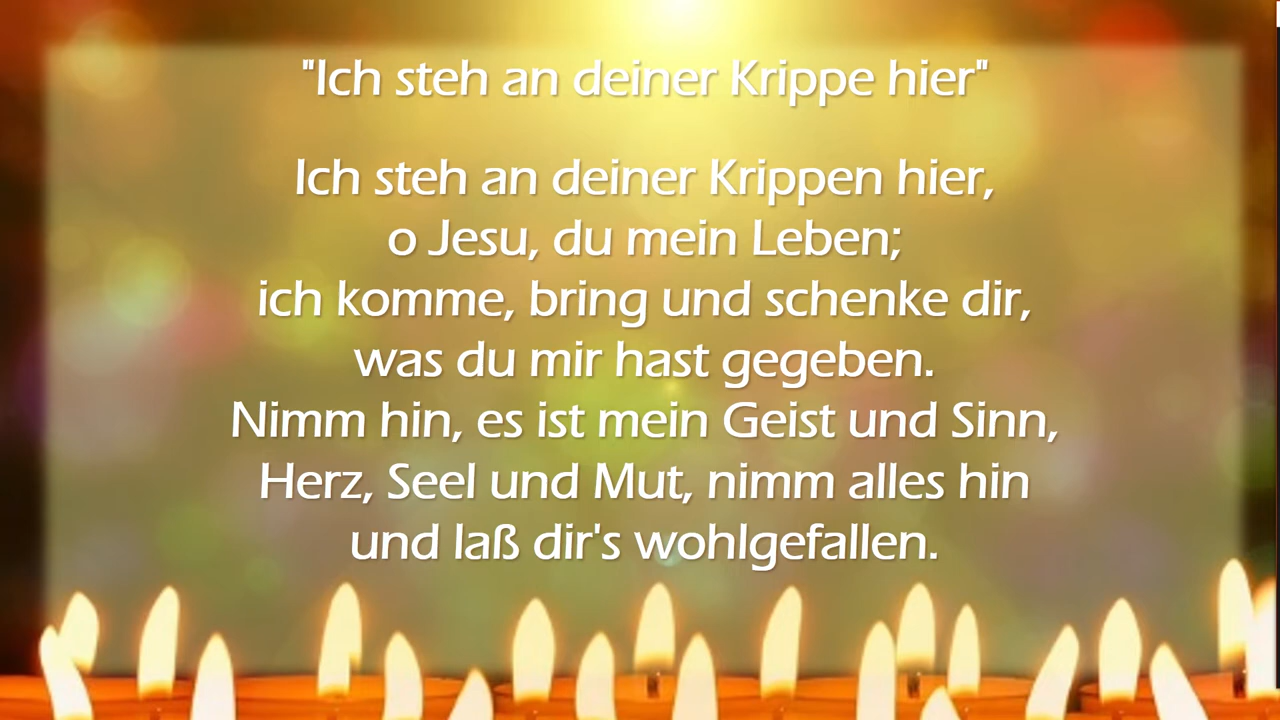 "Ich steh an deiner Krippe hier"
Ich steh an deiner Krippen hier,
o Jesu, du mein Leben;
ich komme, bring und schenke dir,
was du mir hast gegeben.
Nimm hin, es ist mein Geist und Sinn,
Herz, Seel und Mut, nimm alles hin
und laß dir's wohlgefallen.